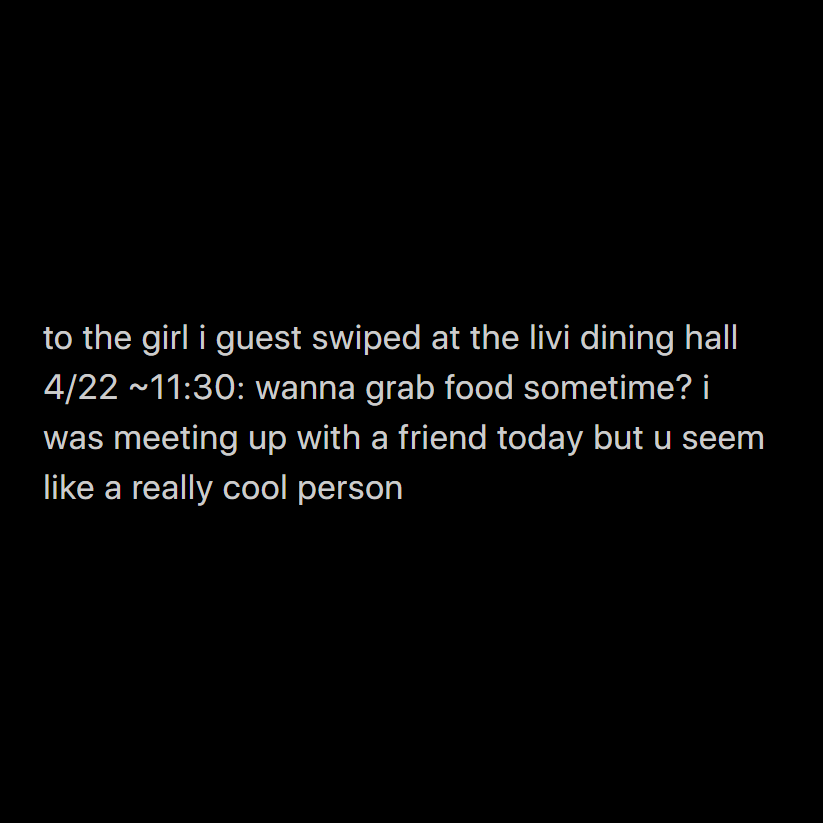 to the girl i guest swiped at the livi dining hall
4/22 ~11:30: wanna grab food sometime? i
was meeting up with a friend today but u seem
like a really cool person